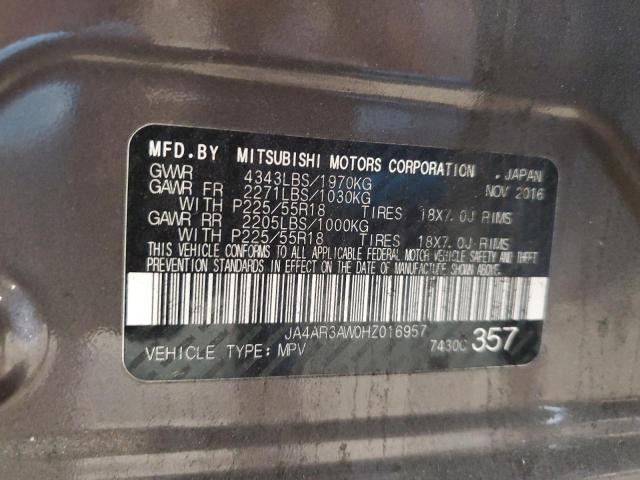 MFD.BY MITSUBISHI MOTORS CORPORATION , JAPAN
GVWR 4343LBS/1970KG NOV 2016
GAWR FR 2271LBS/1030KG
WITH P225/55R18 TIRES 18X7.0J RIMS
GAWR RR 2205LBS/1000KG
WITH P225/55R18 TIRES 18X7.0J RIMS
THIS VEHICLE CONFORMS TO ALL APPLICABLE FEDERAL MOTOR VEHICLE SAFETY AND THEFT
PREVENTION STANDARDS IN EFFECT ON THE DATE OF MANUFACTURE SHOWN ABOVE.
JA4AR3AW0HZ016957
VEHICLE TYPE: MPV 7430C 357